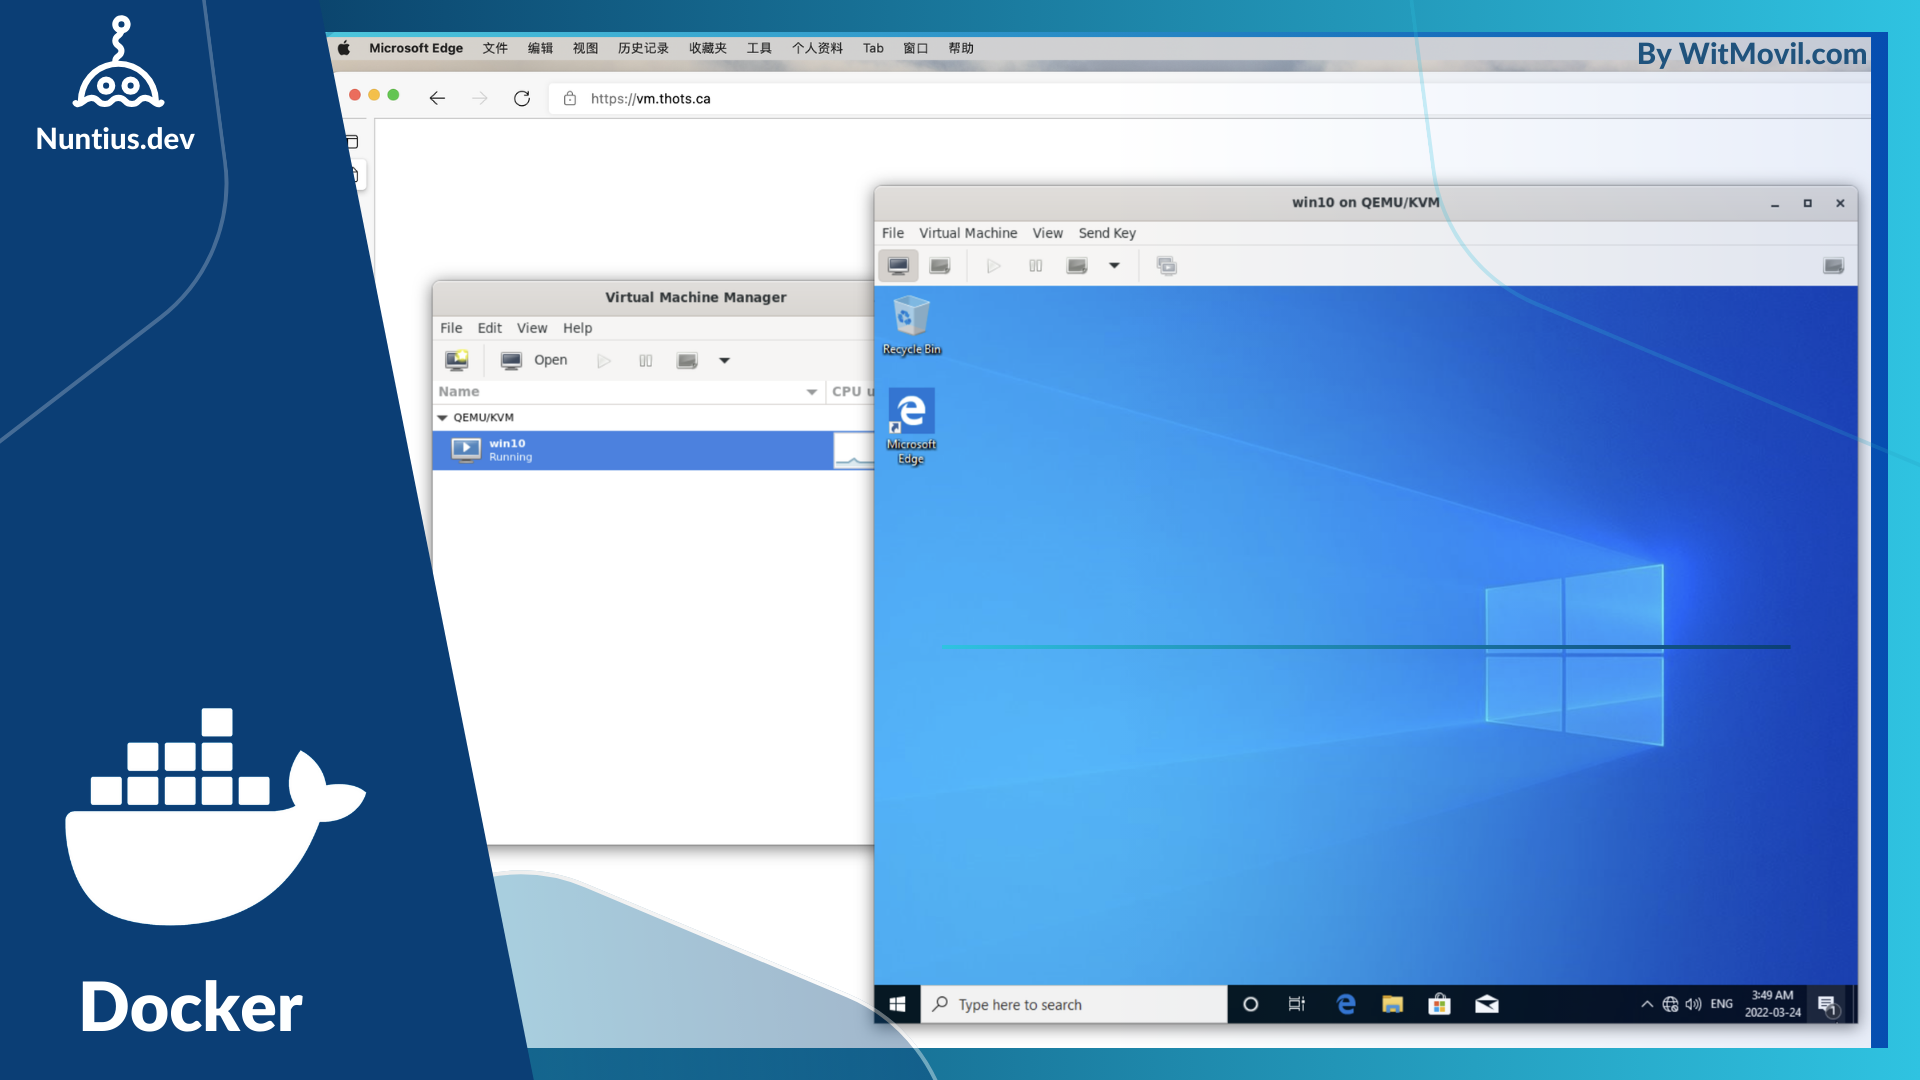 Nuntius.dev
Microsoft Edge 文件 编辑 视图 历史记录 收藏夹 工具 个人资料 Tab 窗口 帮助
By WitMovil.com
https://vm.thots.ca
win10 on QEMU/KVM
File Virtual Machine View Send Key
Virtual Machine Manager
File Edit View Help
Open
Name CPU u
QEMU/KVM
win10
Running
Recycle Bin
Microsoft
Edge
Type here to search
ENG
3:49 AM
2022-03-24
1
Docker